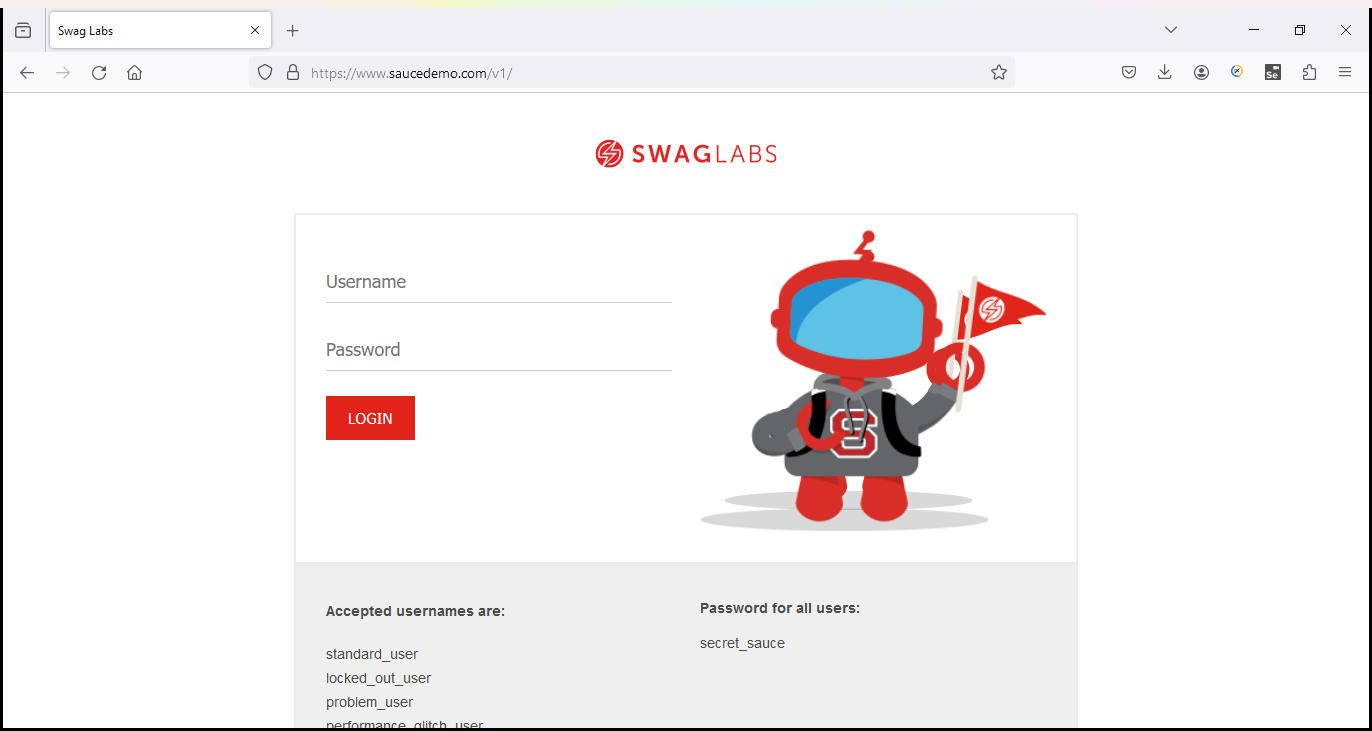 Swag Labs
https://www.saucedemo.com/v1/
Se
SWAGLABS
Username
Password
LOGIN
S
Accepted usernames are:
standard_user
locked_out_user
problem_user
performance_glitch_user
Password for all users:
secret_sauce